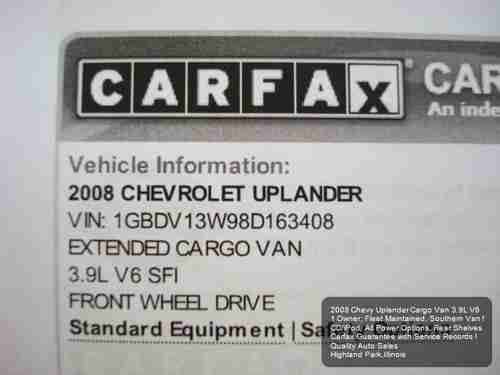 CARFAX CAR
An inde
Vehicle Information:
2008 CHEVROLET UPLANDER
VIN: 1GBDV13W98D163408
EXTENDED CARGO VAN
3.9L V6 SFI
FRONT WHEEL DRIVE
Standard Equipment | Saf
2008 Chevy Uplander Cargo Van 3.9L V6
1 Owner, Fleet Maintained, Southern Van !
CD/iPod, All Power Options, Rear Shelves
Carfax Guarantee with Service Records !
Quality Auto Sales
Highland Park,Illinois